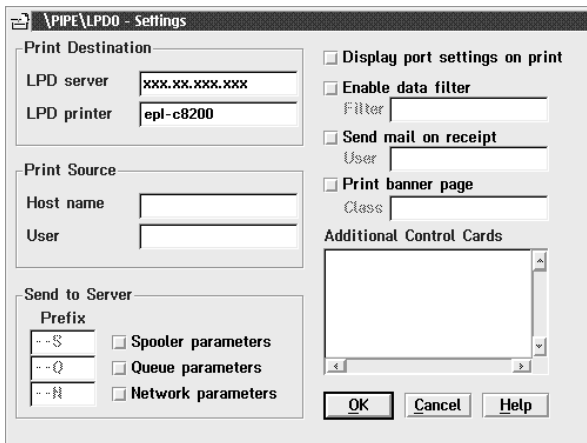 \PIPE\LPD0 - Settings
Print Destination
LPD server
xxx.xx.xxx.xxx
LPD printer
epl-c8200
Print Source
Host name
User
Send to Server
Prefix
--S
Spooler parameters
--Q
Queue parameters
--N
Network parameters
Display port settings on print
Enable data filter
Filter
Send mail on receipt
User
Print banner page
Class
Additional Control Cards
OK
Cancel
Help